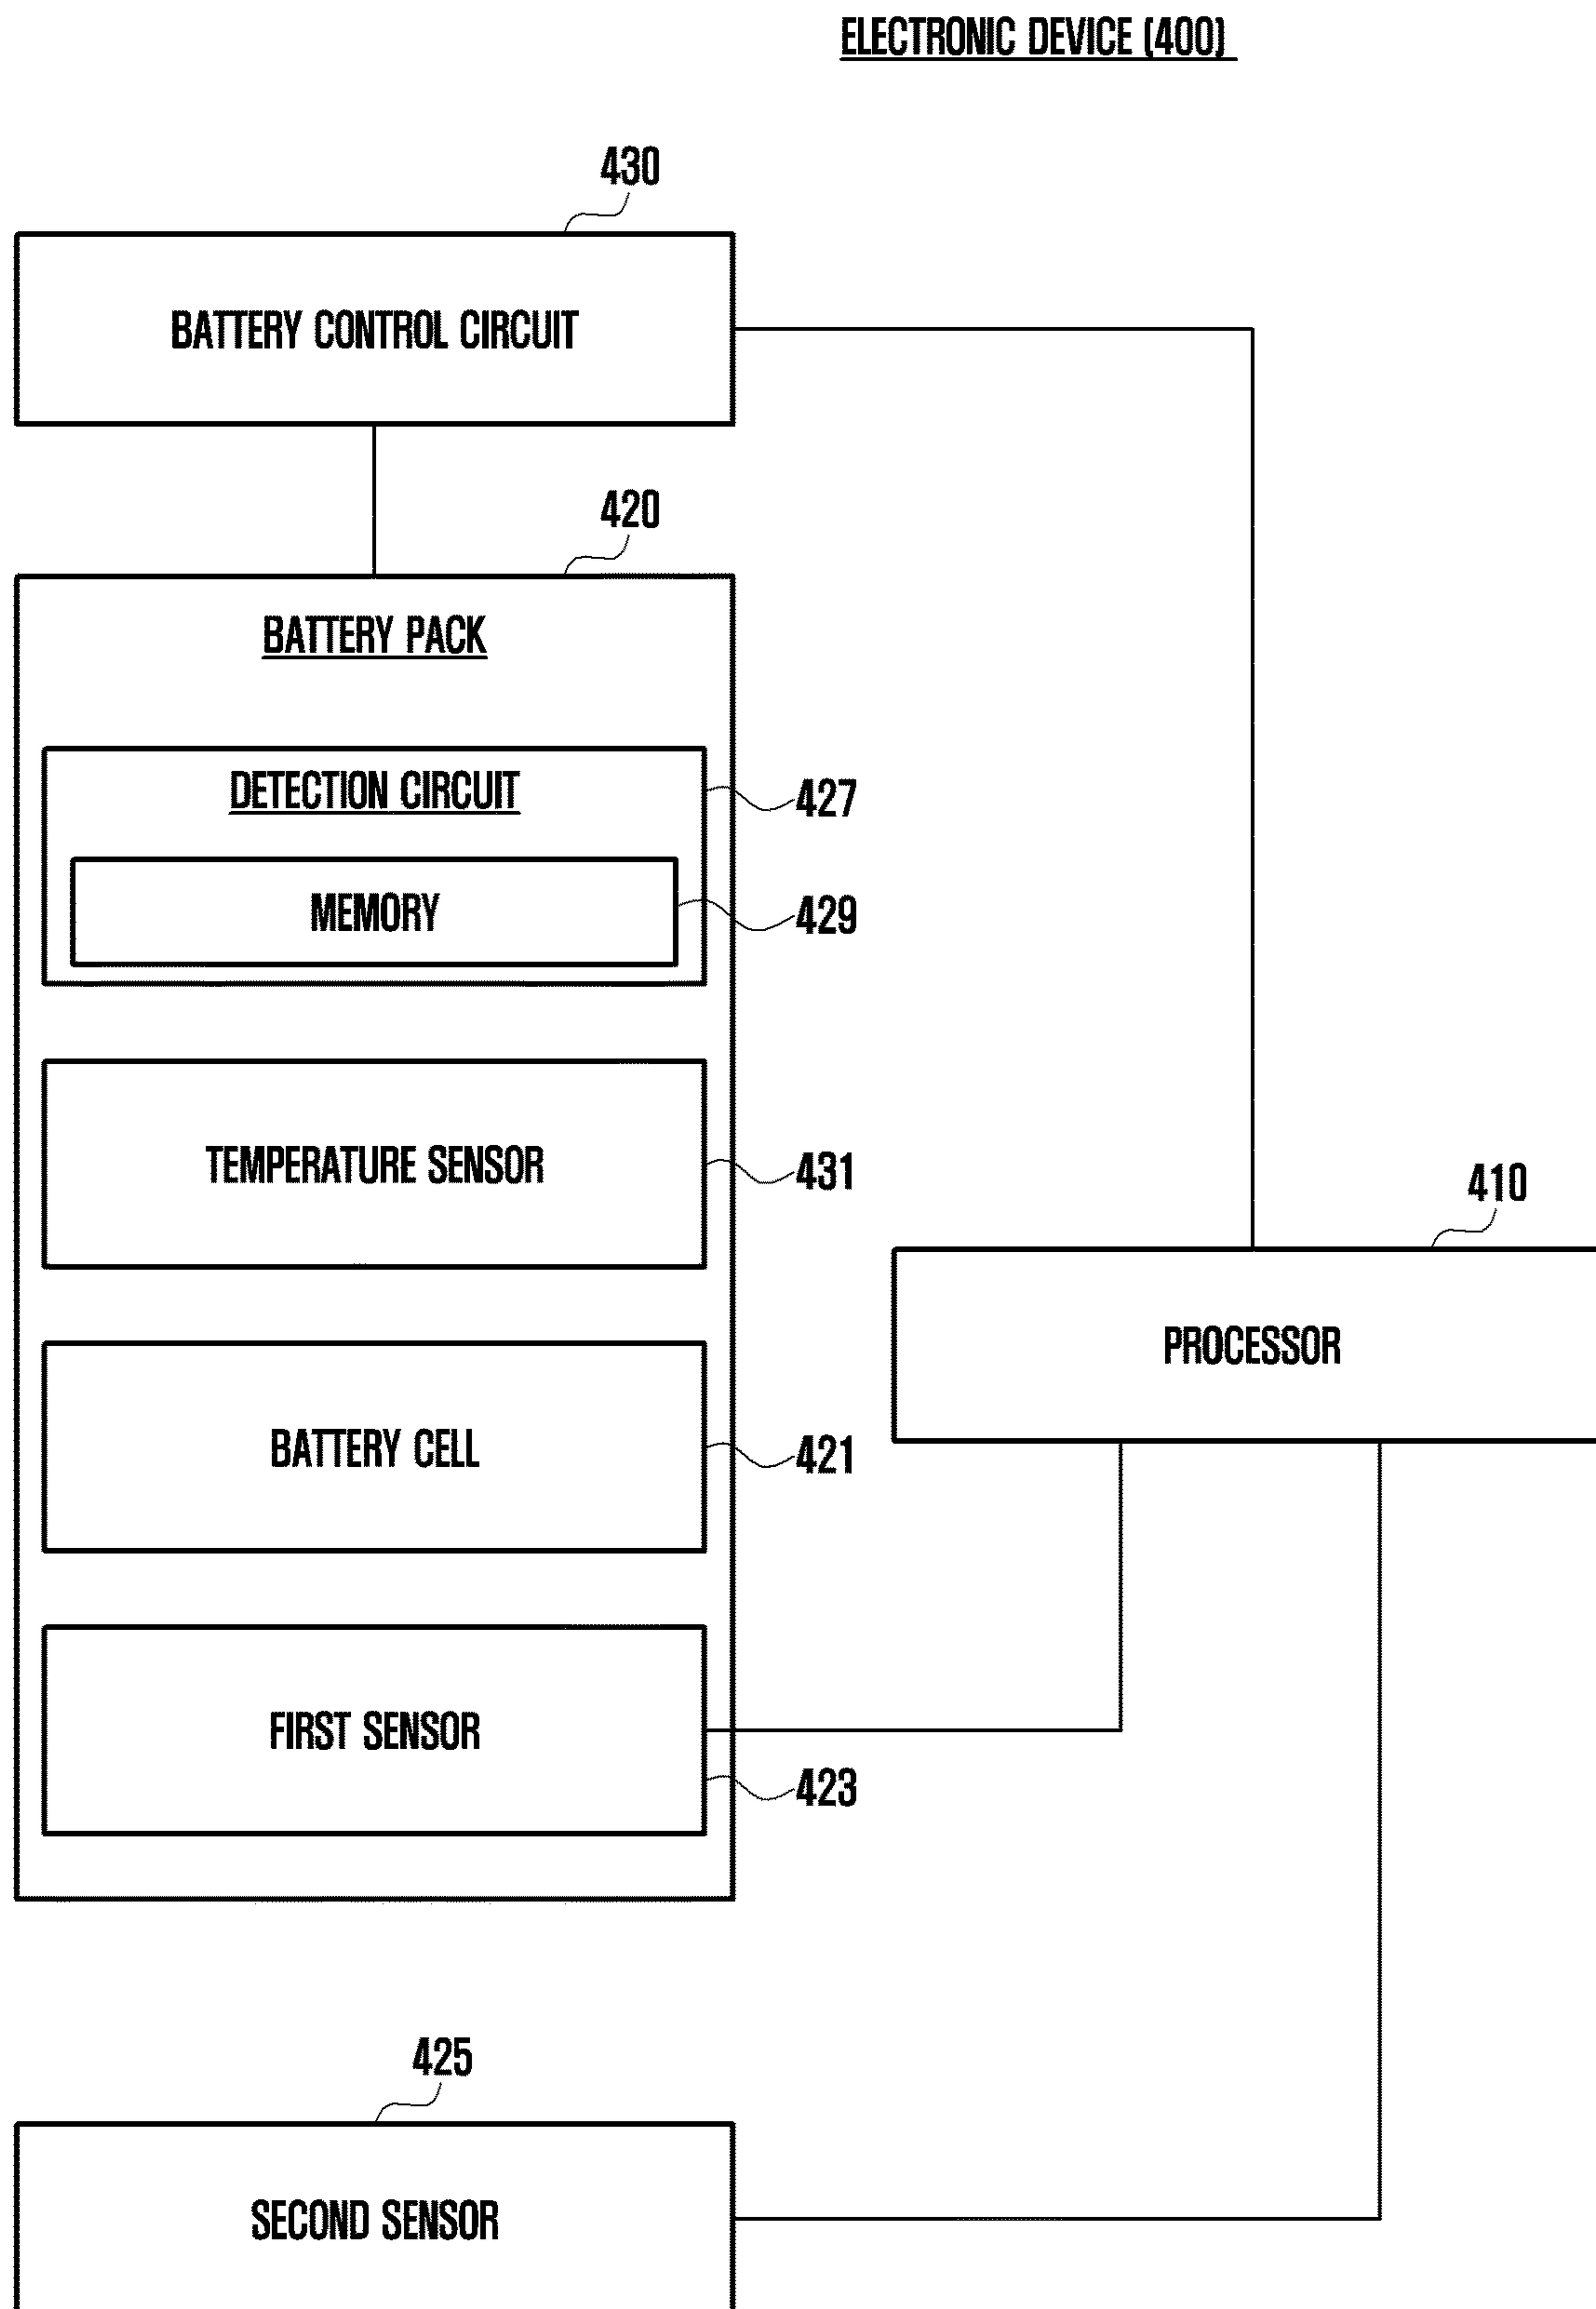 ELECTRONIC DEVICE (400)
430
BATTERY CONTROL CIRCUIT
420
BATTERY PACK
DETECTION CIRCUIT
427
MEMORY
429
TEMPERATURE SENSOR
431
410
PROCESSOR
BATTERY CELL
421
FIRST SENSOR
423
425
SECOND SENSOR